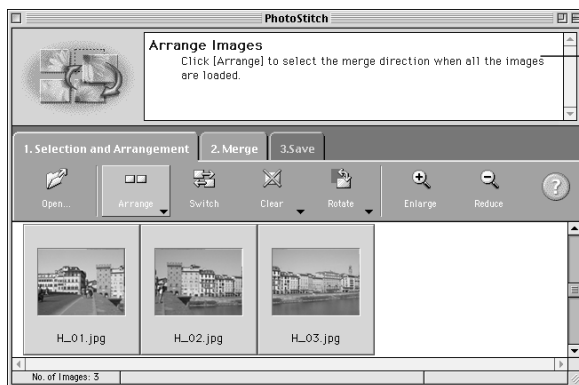 PhotoStitch
Arrange Images
Click [Arrange] to select the merge direction when all the images
are loaded.
1. Selection and Arrangement 2. Merge 3. Save
Open... Arrange Switch Clear Rotate Enlarge Reduce ?
H_01.jpg H_02.jpg H_03.jpg
No. of Images: 3